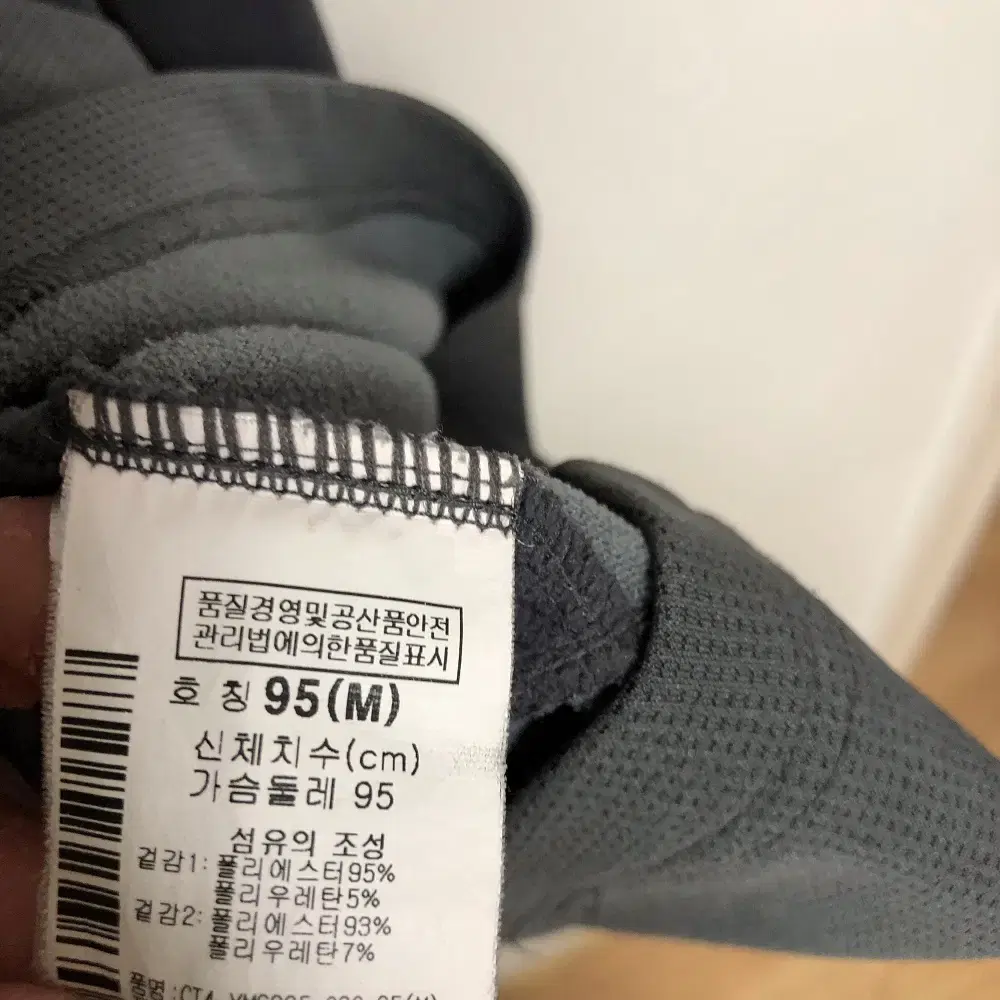 품질경영및공산품안전
관리법에의한품질표시
호 칭 95(M)
신체치수(cm)
가슴둘레 95
섬유의 조성
겉감1: 폴리에스터95%
폴리우레탄5%
겉감2: 폴리에스터93%
폴리우레탄7%
품명:CT4